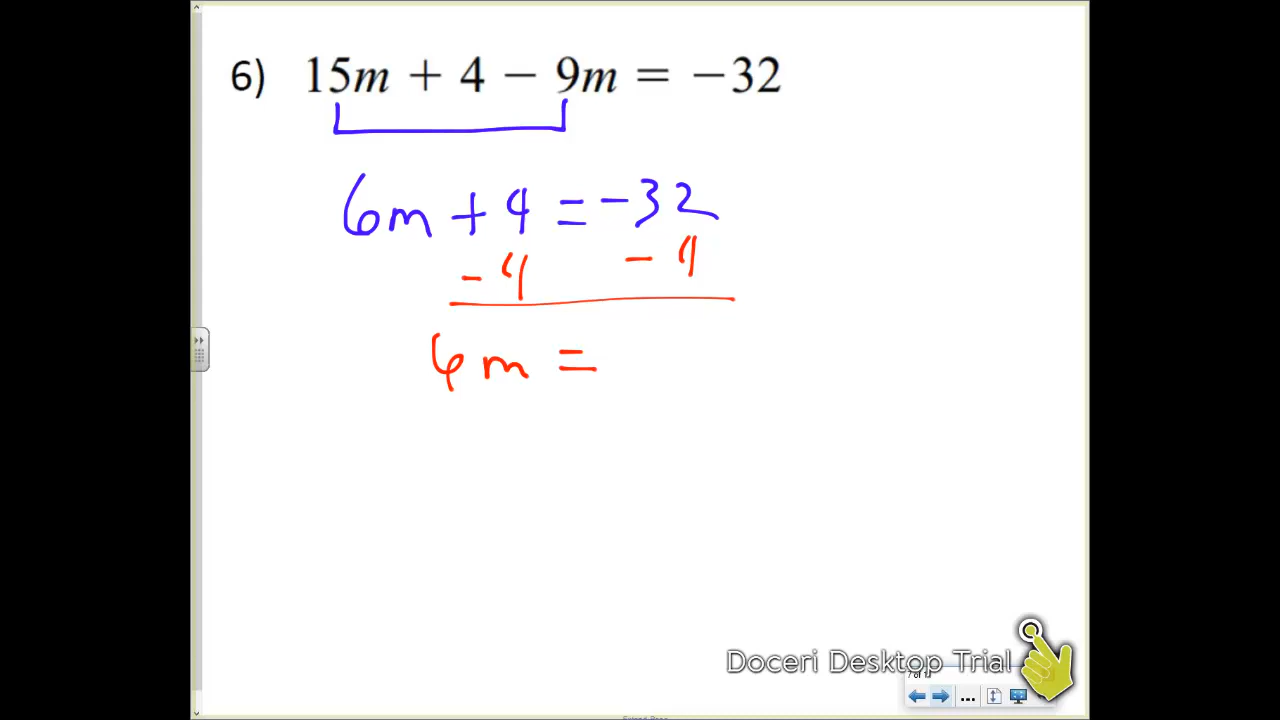 6) 15m + 4 − 9m = −32
6m + 4 = −32
− 4 − 4
6m =
Doceri Desktop Trial